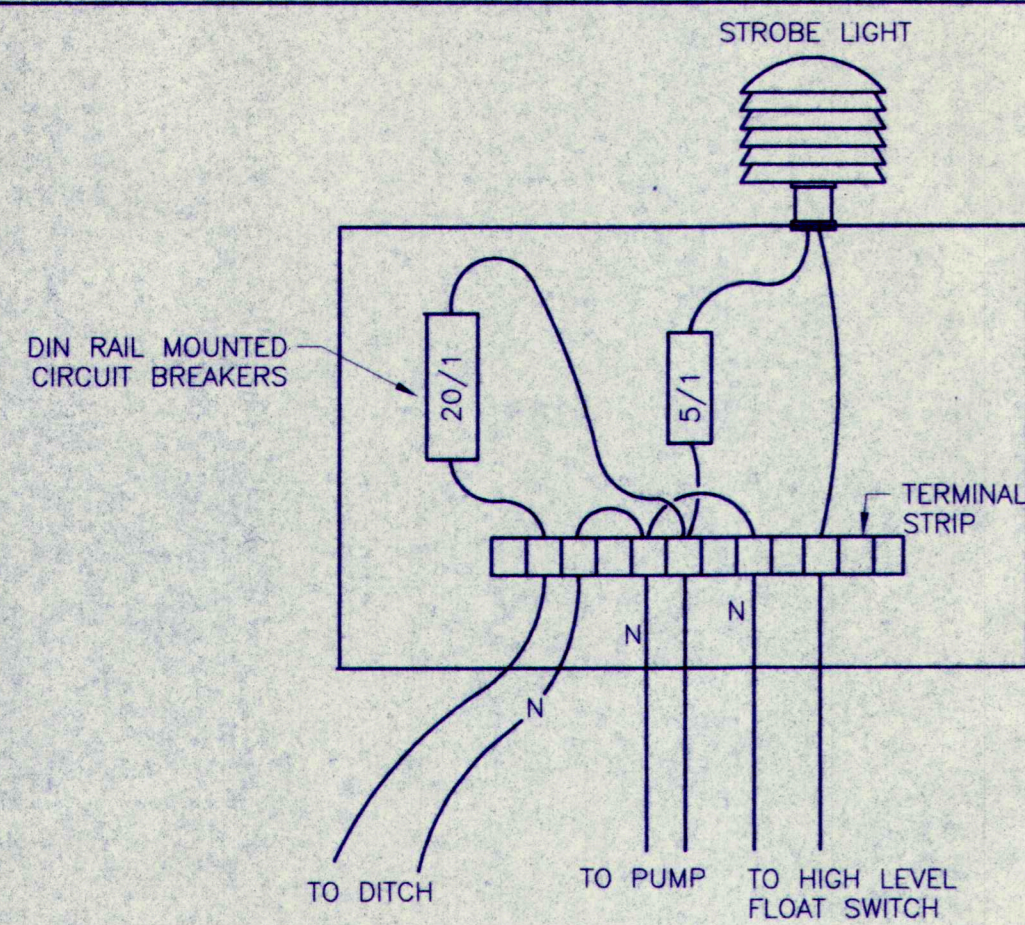 STROBE LIGHT
DIN RAIL MOUNTED
CIRCUIT BREAKERS
20/1
5/1
TERMINAL
STRIP
N
N
N
TO DITCH
TO PUMP
TO HIGH LEVEL
FLOAT SWITCH